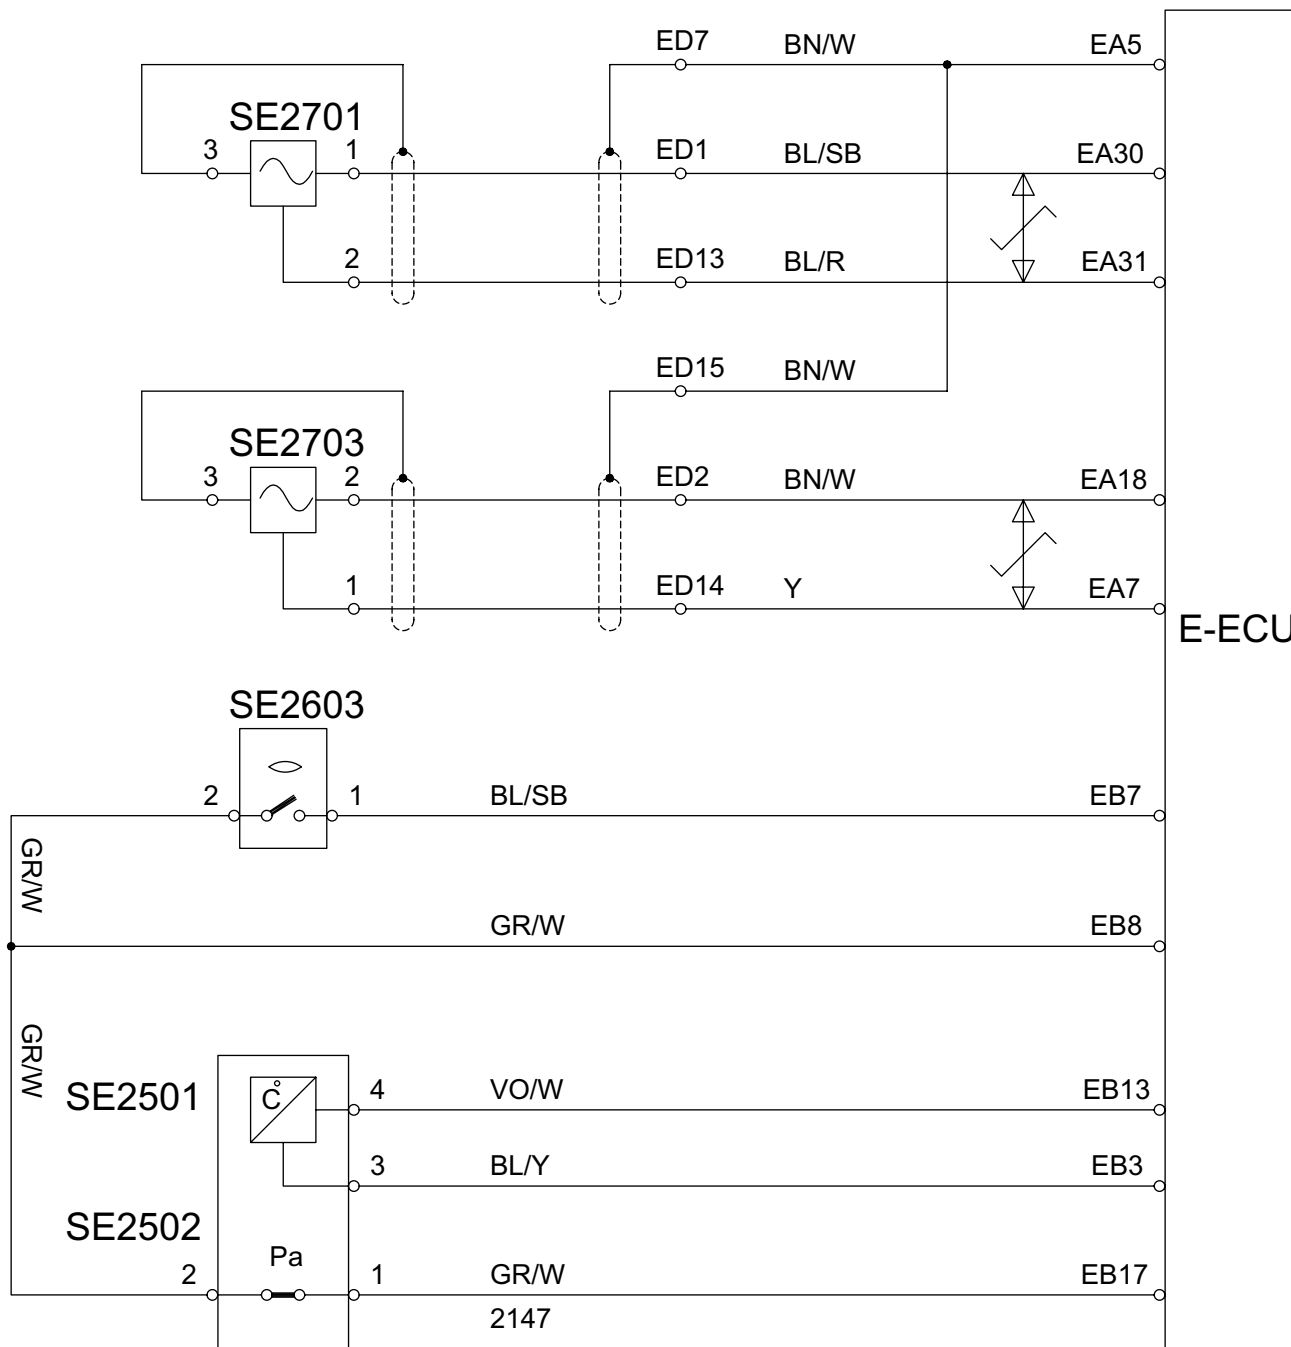 ED7 BN/W EA5
SE2701
3 1 ED1 BL/SB EA30
2 ED13 BL/R EA31
ED15 BN/W
SE2703
3 2 ED2 BN/W EA18
1 ED14 Y EA7
E-ECU
SE2603
2 1 BL/SB EB7
GR/W
GR/W EB8
GR/W
SE2501 °C 4 VO/W EB13
3 BL/Y EB3
SE2502
Pa
2 1 GR/W EB17
2147